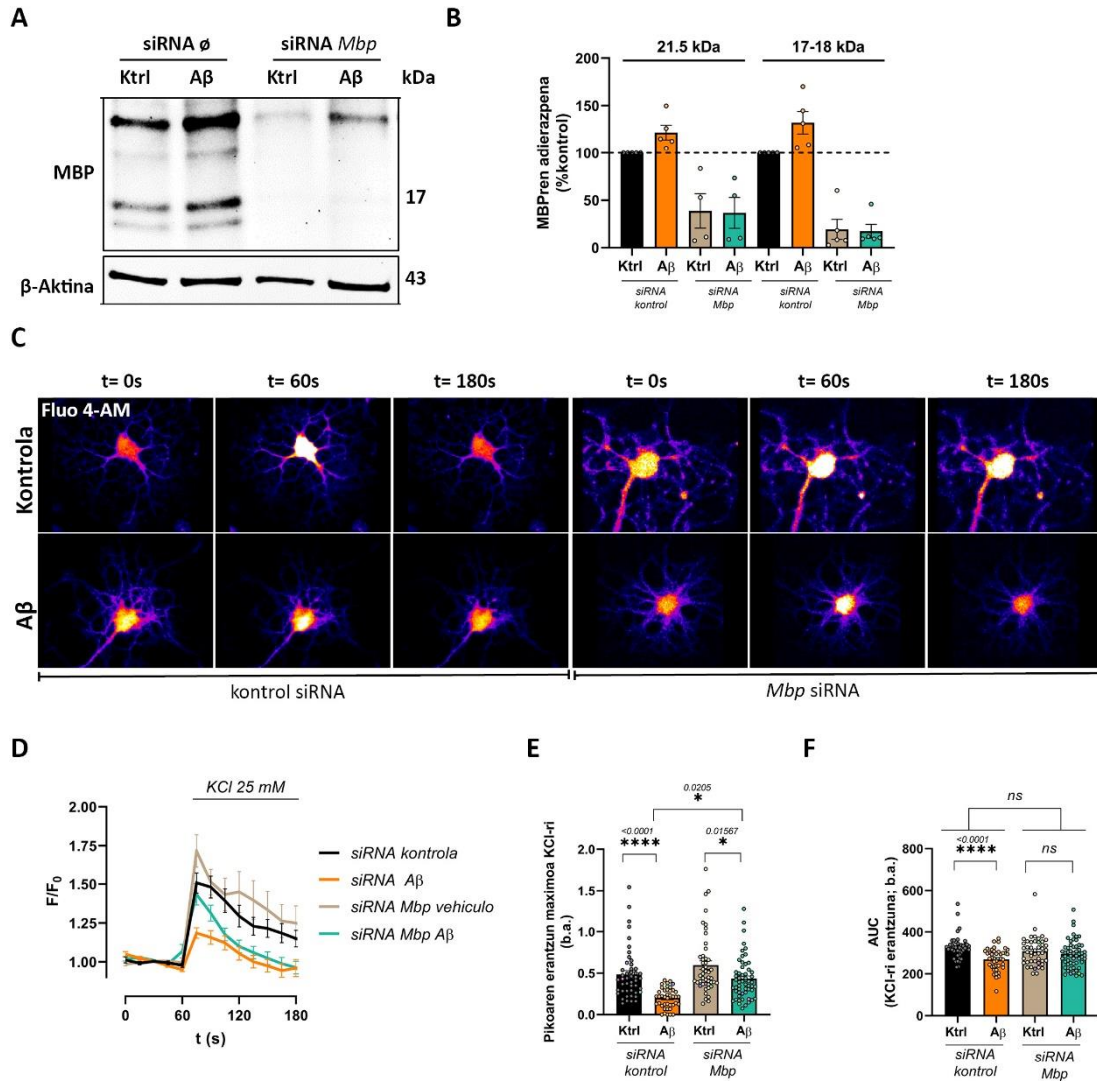 A
siRNA ø
siRNA Mbp
Ktrl
Aβ
Ktrl
Aβ
kDa
MBP
17
β-Aktina
43
B
21.5 kDa
17-18 kDa
MBPren adierazpena
(%kontrol)
200
150
100
50
0
Ktrl
Aβ
Ktrl
Aβ
Ktrl
Aβ
Ktrl
Aβ
siRNA
kontrol
siRNA
Mbp
siRNA
kontrol
siRNA
Mbp
C
t= 0s
t= 60s
t= 180s
t= 0s
t= 60s
t= 180s
Fluo 4-AM
Kontrola
Aβ
kontrol siRNA
Mbp siRNA
D
KCl 25 mM
F/F0
2.00
1.75
1.50
1.25
1.00
0
60
120
180
t (s)
siRNA kontrola
siRNA Aβ
siRNA Mbp vehiculo
siRNA Mbp Aβ
E
Pikoaren erantzun maximoa KCl-ri
(b.a.)
2.0
1.5
1.0
0.5
0.0
0.0205
*
<0.0001
****
0.01567
*
Ktrl
Aβ
Ktrl
Aβ
siRNA
kontrol
siRNA
Mbp
F
AUC
(KCl-ri erantzuna; b.a.)
800
600
400
200
0
ns
<0.0001
****
ns
Ktrl
Aβ
Ktrl
Aβ
siRNA
kontrol
siRNA
Mbp